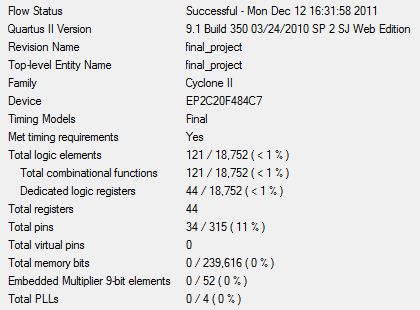 Flow Status Successful - Mon Dec 12 16:31:58 2011
Quartus II Version 9.1 Build 350 03/24/2010 SP 2 SJ Web Edition
Revision Name final_project
Top-level Entity Name final_project
Family Cyclone II
Device EP2C20F484C7
Timing Models Final
Met timing requirements Yes
Total logic elements 121 / 18,752 ( < 1 % )
Total combinational functions 121 / 18,752 ( < 1 % )
Dedicated logic registers 44 / 18,752 ( < 1 % )
Total registers 44
Total pins 34 / 315 ( 11 % )
Total virtual pins 0
Total memory bits 0 / 239,616 ( 0 % )
Embedded Multiplier 9-bit elements 0 / 52 ( 0 % )
Total PLLs 0 / 4 ( 0 % )